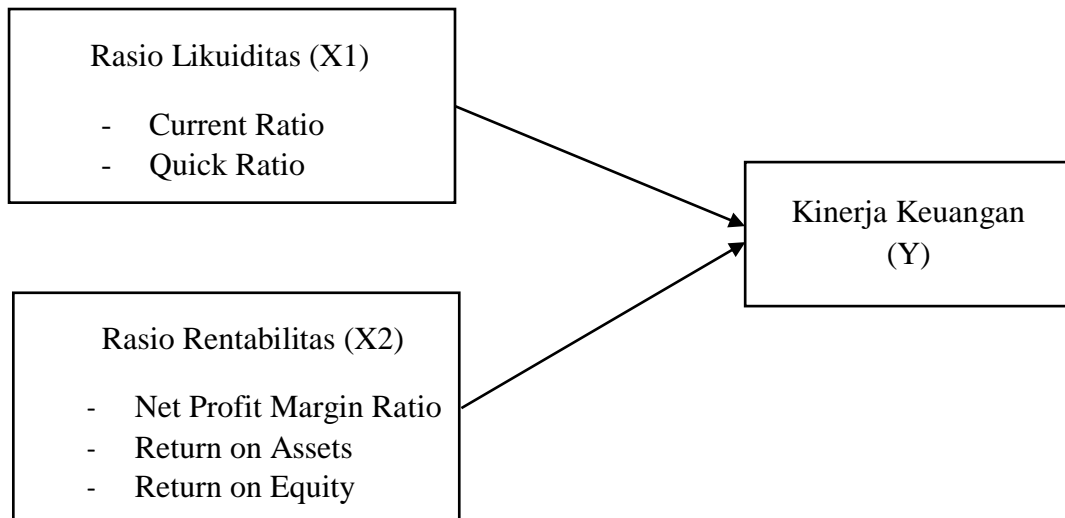 Rasio Likuiditas (X1)
- Current Ratio
- Quick Ratio
Kinerja Keuangan
(Y)
Rasio Rentabilitas (X2)
- Net Profit Margin Ratio
- Return on Assets
- Return on Equity